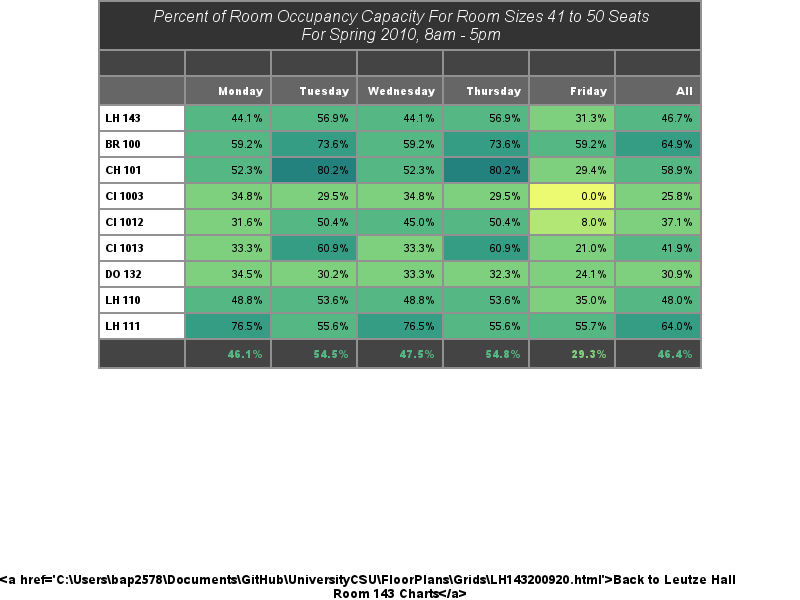 Percent of Room Occupancy Capacity For Room Sizes 41 to 50 Seats
For Spring 2010, 8am - 5pm
Monday Tuesday Wednesday Thursday Friday All
LH 143 44.1% 56.9% 44.1% 56.9% 31.3% 46.7%
BR 100 59.2% 73.6% 59.2% 73.6% 59.2% 64.9%
CH 101 52.3% 80.2% 52.3% 80.2% 29.4% 58.9%
CI 1003 34.8% 29.5% 34.8% 29.5% 0.0% 25.8%
CI 1012 31.6% 50.4% 45.0% 50.4% 8.0% 37.1%
CI 1013 33.3% 60.9% 33.3% 60.9% 21.0% 41.9%
DO 132 34.5% 30.2% 33.3% 32.3% 24.1% 30.9%
LH 110 48.8% 53.6% 48.8% 53.6% 35.0% 48.0%
LH 111 76.5% 55.6% 76.5% 55.6% 55.7% 64.0%
46.1% 54.5% 47.5% 54.8% 29.3% 46.4%
<a href='C:\Users\bap2578\Documents\GitHub\UniversityCSU\FloorPlans\Grids\LH143200920.html'>Back to Leutze Hall
Room 143 Charts</a>